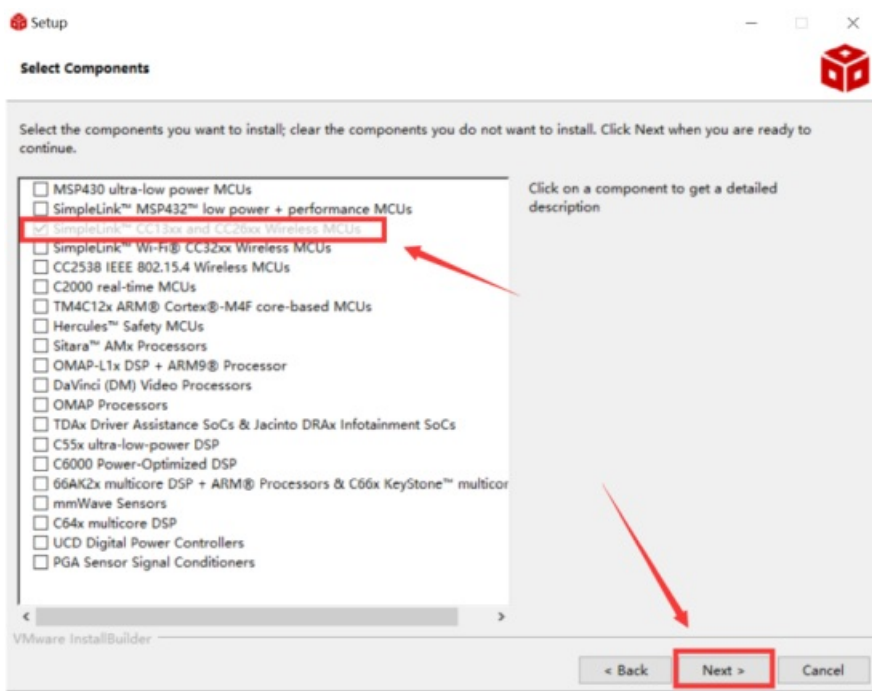 Setup
Select Components
Select the components you want to install; clear the components you do not want to install. Click Next when you are ready to
continue.
MSP430 ultra-low power MCUs
SimpleLink™ MSP432™ low power + performance MCUs
SimpleLink™ CC13xx and CC26xx Wireless MCUs
SimpleLink™ Wi-Fi® CC32xx Wireless MCUs
CC2538 IEEE 802.15.4 Wireless MCUs
C2000 real-time MCUs
TM4C12x ARM® Cortex®-M4F core-based MCUs
Hercules™ Safety MCUs
Sitara™ AMx Processors
OMAP-L1x DSP + ARM9® Processor
DaVinci (DM) Video Processors
OMAP Processors
TDAx Driver Assistance SoCs & Jacinto DRAx Infotainment SoCs
C55x ultra-low-power DSP
C6000 Power-Optimized DSP
66AK2x multicore DSP + ARM® Processors & C66x KeyStone™ multicor
mmWave Sensors
C64x multicore DSP
UCD Digital Power Controllers
PGA Sensor Signal Conditioners
Click on a component to get a detailed
description
VMware InstallBuilder
< Back Next > Cancel